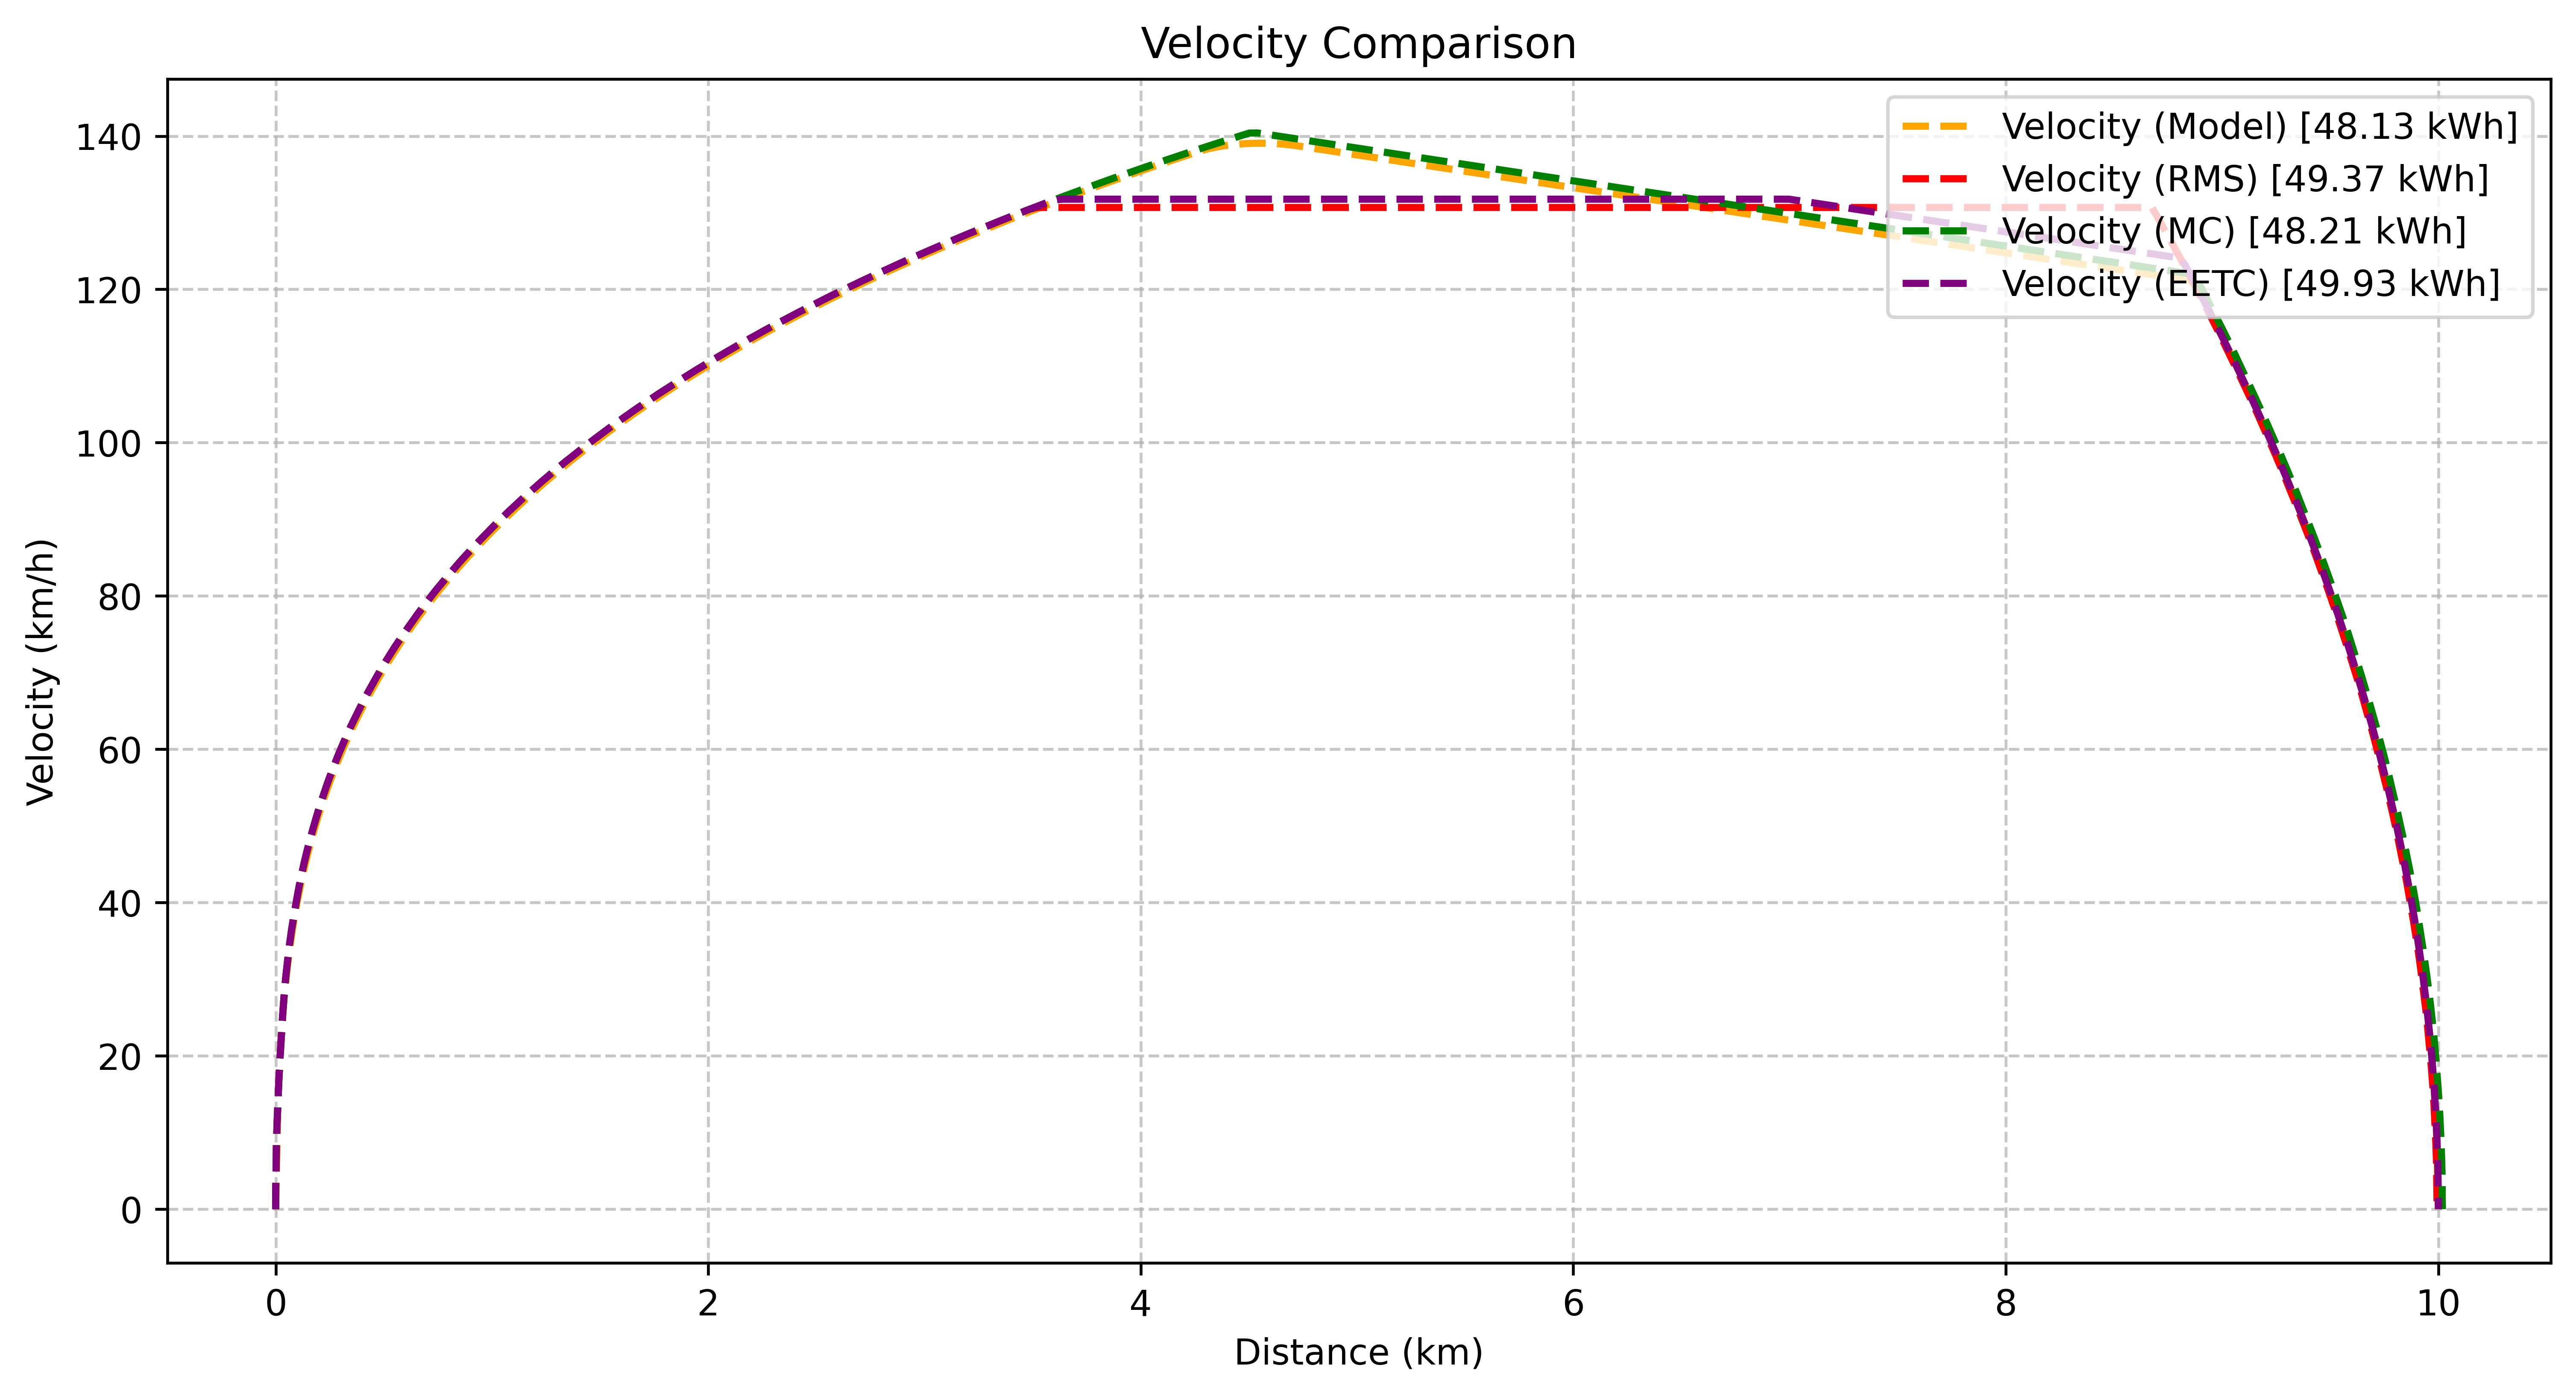 Velocity Comparison
Velocity (Model) [48.13 kWh]
Velocity (RMS) [49.37 kWh]
Velocity (MC) [48.21 kWh]
Velocity (EETC) [49.93 kWh]
Velocity (km/h)
140
120
100
80
60
40
20
0
0 2 4 6 8 10
Distance (km)